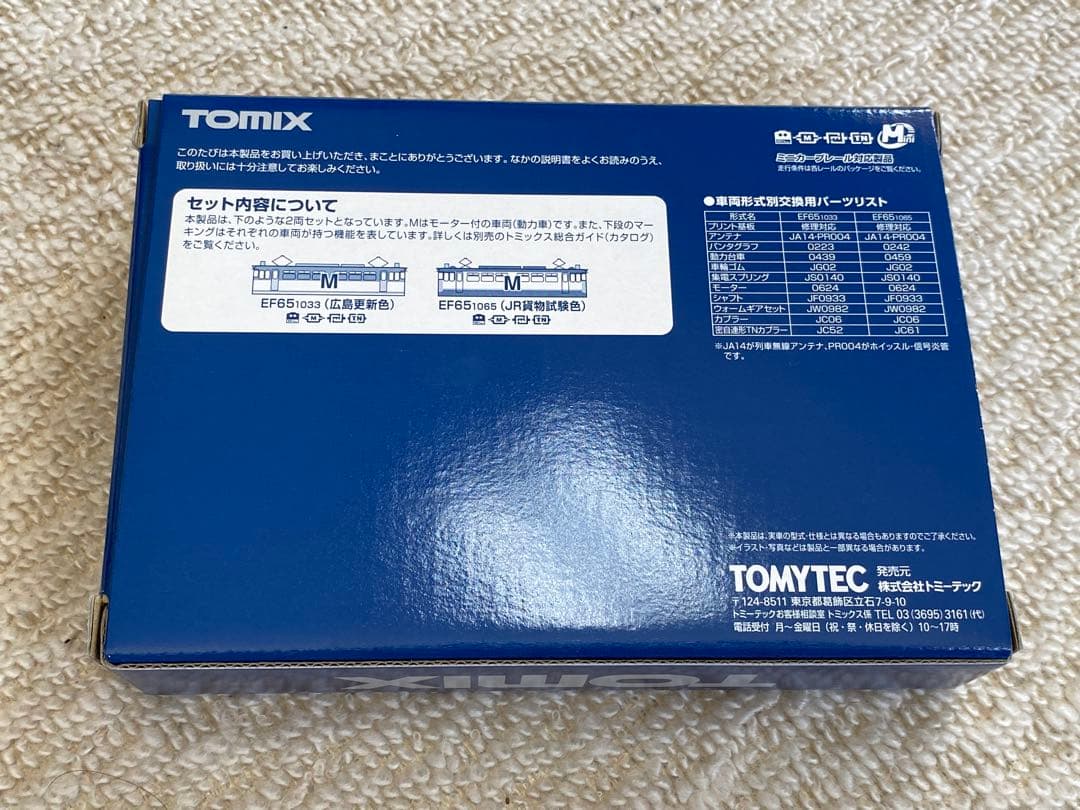 TOMIX
このたびは本製品をお買い上げいただき、まことにありがとうございます。なかの説明書をよくお読みのうえ、
取り扱いには十分注意してお楽しみください。
セット内容について
本製品は、下のような2両セットとなっています。Mはモーター付の車両(動力車)です。また、下段のマー
キングはそれぞれの車両が持つ機能を表しています。詳しくは別売のトミックス総合ガイド(カタログ)
をご覧ください。
M
M
EF651033(広島更新色)
EF651065(JR貨物試験色)
M TN
M TN
M TN Mini
ミニカーブレール対応製品
走行条件は各レールのパッケージをご覧ください。
●車両形式別交換用パーツリスト
形式名 EF651033 EF651065
プリント基板 修理対応 修理対応
アンテナ JA14・PR004 JA14・PR004
パンタグラフ 0223 0242
動力台車 0439 0459
車輪ゴム JG02 JG02
集電スプリング JS0140 JS0140
モーター 0624 0624
シャフト JF0933 JF0933
ウォームギアセット JW0982 JW0982
カプラー JC06 JC06
密自連形TNカプラー JC52 JC61
※JA14が列車無線アンテナ、PR004がホイッスル・信号炎管
です。
※本製品は、実車の型式・仕様とは異なる場合もありますのでご了承ください。
※イラスト・写真などは製品と一部異なる場合があります。
TOMYTEC 発売元
株式会社トミーテック
〒124-8511 東京都葛飾区立石7-9-10
トミーテックお客様相談室 トミックス係 TEL 03(3695)3161(代)
電話受付 月〜金曜日(祝・祭・休日を除く)10〜17時
TOMIX